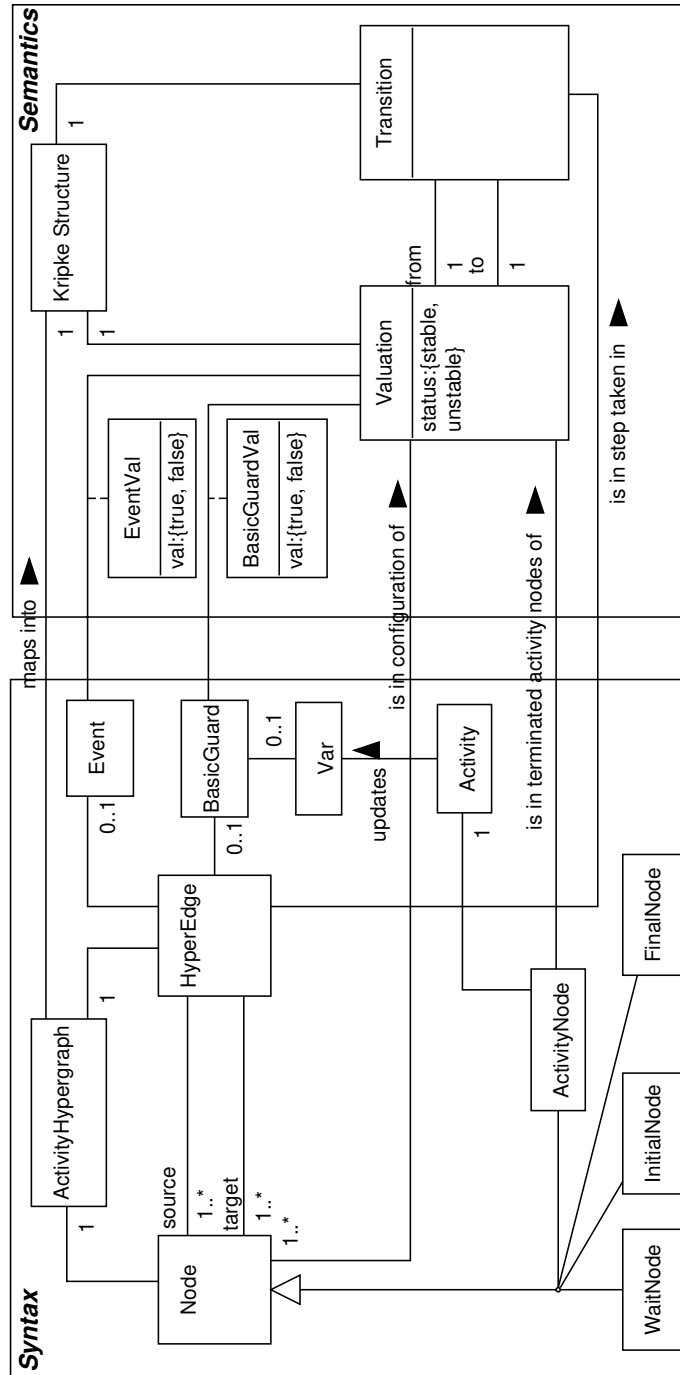 Syntax
Semantics
maps into
ActivityHypergraph
1
1
Kripke Structure
1
1
1
Event
0..1
EventVal
val:{true, false}
Node
source
1..*
target
1..*
1..*
HyperEdge
0..1
BasicGuard
0..1
BasicGuardVal
val:{true, false}
Var
updates
Activity
1
is in configuration of
Valuation
status:{stable,
unstable}
from
1
to
1
Transition
ActivityNode
is in terminated activity nodes of
is in step taken in
WaitNode
InitialNode
FinalNode